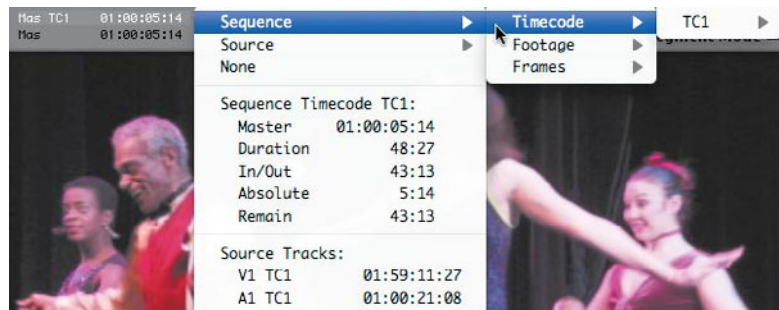 Mas TC1 01:00:05:14
Mas 01:00:05:14
Sequence
Source
None
Sequence Timecode TC1:
Master 01:00:05:14
Duration 48:27
In/Out 43:13
Absolute 5:14
Remain 43:13
Source Tracks:
V1 TC1 01:59:11:27
A1 TC1 01:00:21:08
Timecode
Footage
Frames
TC1
Mode